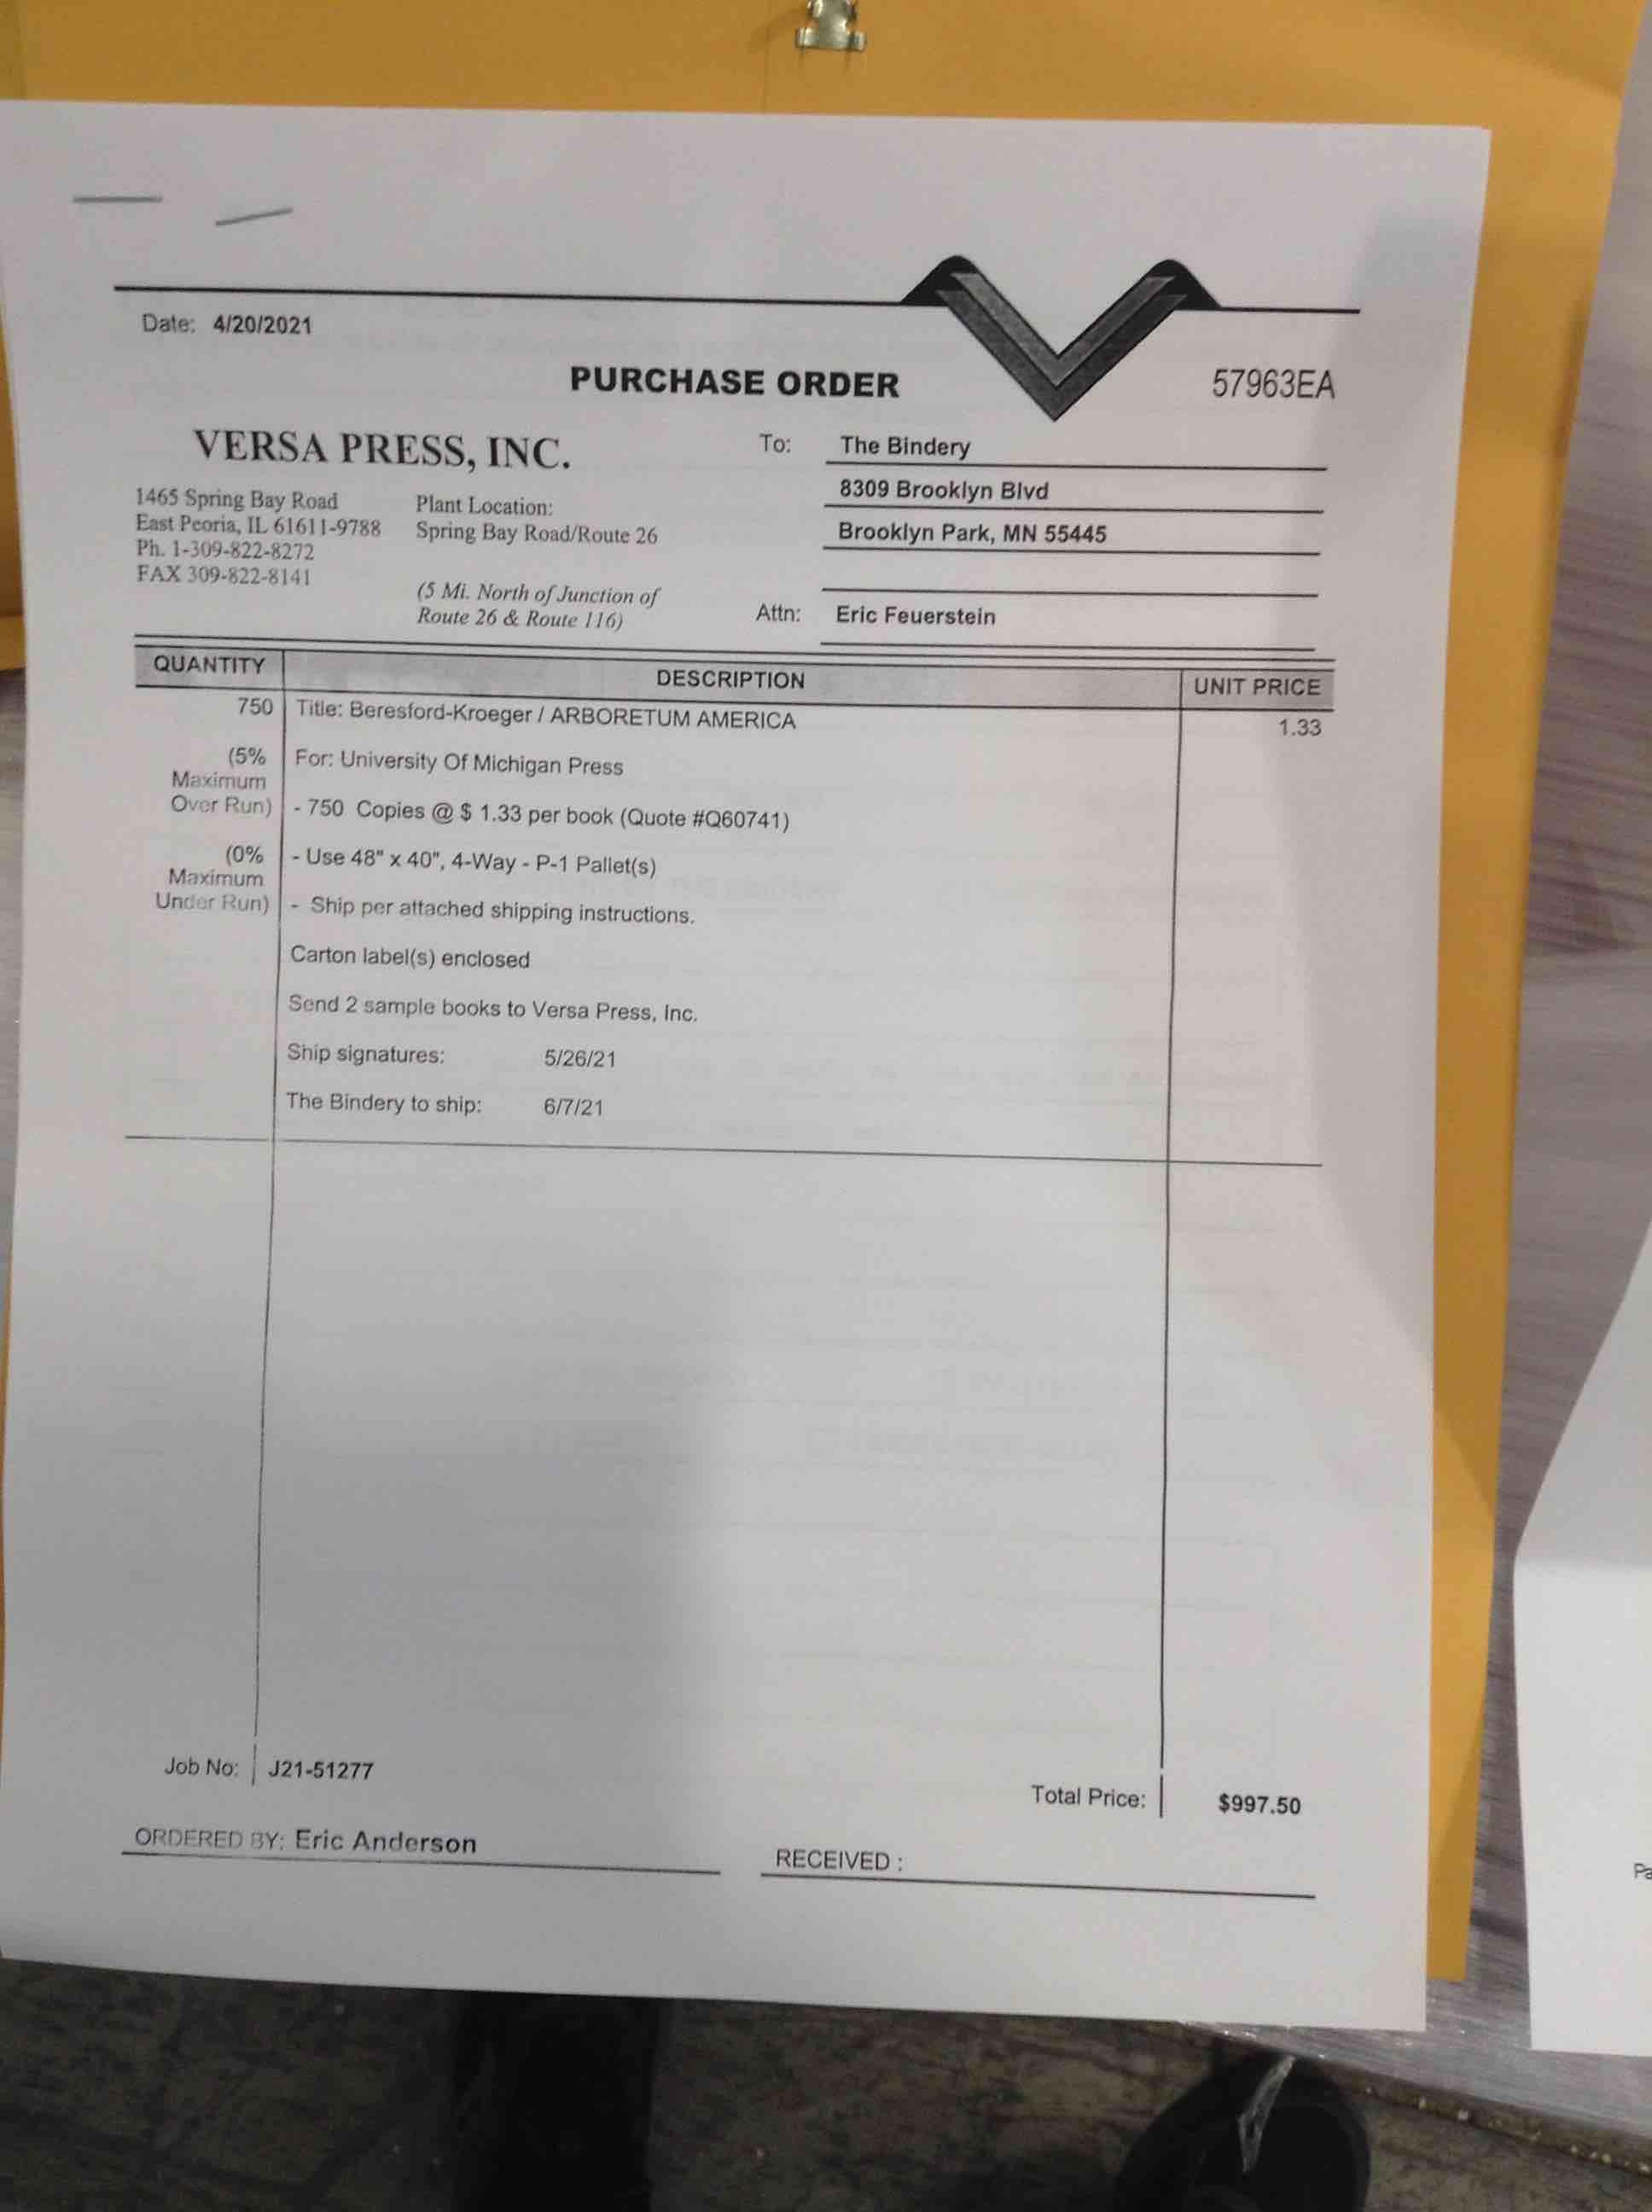 Date: 4/20/2021
PURCHASE ORDER
57963EA
VERSA PRESS, INC.
1465 Spring Bay Road
East Peoria, IL 61611-9788
Ph. 1-309-822-8272
FAX 309-822-8141
Plant Location:
Spring Bay Road/Route 26
(5 Mi. North of Junction of
Route 26 & Route 116)
To: The Bindery
8309 Brooklyn Blvd
Brooklyn Park, MN 55445
Attn: Eric Feuerstein
QUANTITY DESCRIPTION UNIT PRICE
750 Title: Beresford-Kroeger / ARBORETUM AMERICA 1.33
(5%
Maximum
Over Run)
For: University Of Michigan Press
- 750 Copies @ $ 1.33 per book (Quote #Q60741)
(0%
Maximum
Under Run)
- Use 48" x 40", 4-Way - P-1 Pallet(s)
- Ship per attached shipping instructions.
Carton label(s) enclosed
Send 2 sample books to Versa Press, Inc.
Ship signatures: 5/26/21
The Bindery to ship: 6/7/21
Job No: J21-51277
Total Price: $997.50
ORDERED BY: Eric Anderson
RECEIVED :